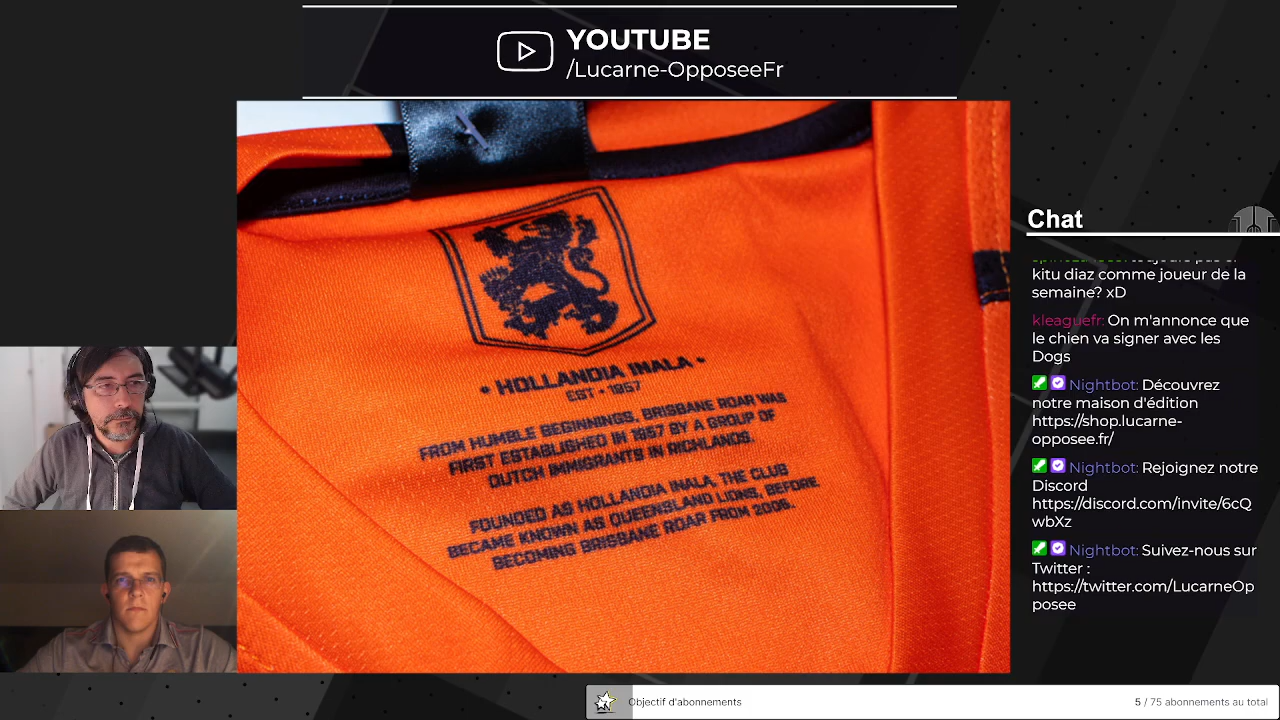 YOUTUBE
/Lucarne-OpposeeFr
• HOLLANDIA INALA •
EST • 1957
FROM HUMBLE BEGINNINGS, BRISBANE ROAR WAS
FIRST ESTABLISHED IN 1957 BY A GROUP OF
DUTCH IMMIGRANTS IN RICHLANDS.
FOUNDED AS HOLLANDIA INALA, THE CLUB
BECAME KNOWN AS QUEENSLAND LIONS, BEFORE
BECOMING BRISBANE ROAR FROM 2005.
Chat
kitu diaz comme joueur de la
semaine? xD
kleaguefr: On m'annonce que
le chien va signer avec les
Dogs
Nightbot: Découvrez
notre maison d'édition
https://shop.lucarne-
opposee.fr/
Nightbot: Rejoignez notre
Discord
https://discord.com/invite/6cQ
wbXz
Nightbot: Suivez-nous sur
Twitter :
https://twitter.com/LucarneOp
posee
Objectif d'abonnements
5 / 75 abonnements au total